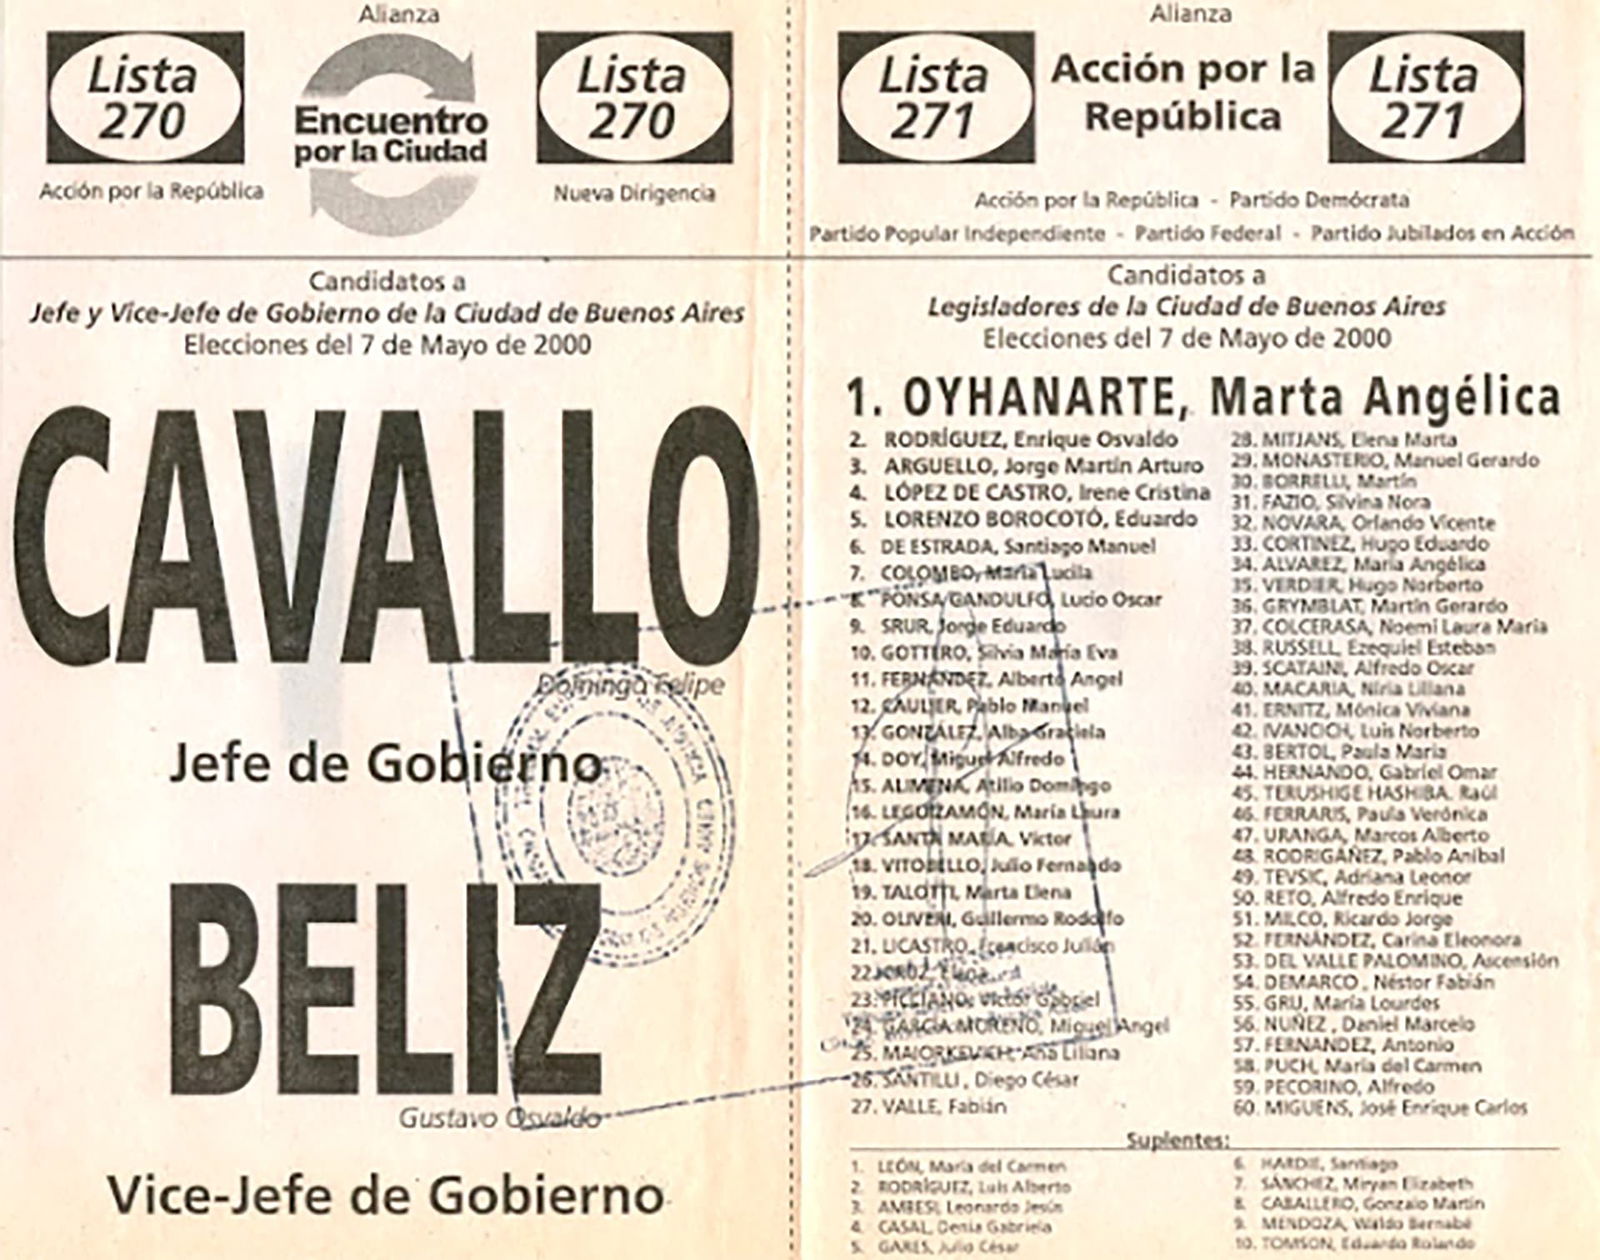 Alianza
Lista
270
Encuentro
por la Ciudad
Lista
270
Acción por la República
Nueva Dirigencia
Candidatos a
Jefe y Vice-Jefe de Gobierno de la Ciudad de Buenos Aires
Elecciones del 7 de Mayo de 2000
CAVALLO
Domingo Felipe
Jefe de Gobierno
BELIZ
Gustavo Osvaldo
Vice-Jefe de Gobierno
Alianza
Lista
271
Acción por la
República
Lista
271
Acción por la República - Partido Demócrata
Partido Popular Independiente - Partido Federal - Partido Jubilados en Acción
Candidatos a
Legisladores de la Ciudad de Buenos Aires
Elecciones del 7 de Mayo de 2000
1. OYHANARTE, Marta Angélica
2. RODRÍGUEZ, Enrique Osvaldo
3. ARGUELLO, Jorge Martín Arturo
4. LÓPEZ DE CASTRO, Irene Cristina
5. LORENZO BOROCOTÓ, Eduardo
6. DE ESTRADA, Santiago Manuel
7. COLOMBO, María Lucila
8. PONSA GANDULFO, Lucio Oscar
9. SRUR, Jorge Eduardo
10. GOTTERO, Silvia María Eva
11. FERNÁNDEZ, Alberto Angel
12. CAULIER, Pablo Manuel
13. GONZÁLEZ, Alba Graciela
14. DOY, Miguel Alfredo
15. ALIMENA, Atilio Domingo
16. LEGUIZAMÓN, María Laura
17. SANTA MARÍA, Victor
18. VITOBELLO, Julio Fernando
19. TALOTTI, Marta Elena
20. OLIVERI, Guillermo Rodolfo
21. LICASTRO, Francisco Julián
22. CRUZ, Elena
23. PICCIANO, Victor Gabriel
24. GARCÍA MORENO, Miguel Angel
25. MAIORKEVICH, Ana Liliana
26. SANTILLI, Diego César
27. VALLE, Fabián
28. MITJANS, Elena Marta
29. MONASTERIO, Manuel Gerardo
30. BORRELLI, Martín
31. FAZIO, Silvina Nora
32. NOVARA, Orlando Vicente
33. CORTINEZ, Hugo Eduardo
34. ALVAREZ, María Angélica
35. VERDIER, Hugo Norberto
36. GRYMBLAT, Martín Gerardo
37. COLCERASA, Noemí Laura María
38. RUSSELL, Ezequiel Esteban
39. SCATAINI, Alfredo Oscar
40. MACARIA, Niria Liliana
41. ERNITZ, Mónica Viviana
42. IVANCICH, Luis Norberto
43. BERTOL, Paula María
44. HERNANDO, Gabriel Omar
45. TERUSHIGE HASHIBA, Raúl
46. FERRARIS, Paula Verónica
47. URANGA, Marcos Alberto
48. RODRIGAÑEZ, Pablo Aníbal
49. TEVSIC, Adriana Leonor
50. RETO, Alfredo Enrique
51. MILCO, Ricardo Jorge
52. FERNÁNDEZ, Carina Eleonora
53. DEL VALLE PALOMINO, Ascensión
54. DEMARCO, Néstor Fabián
55. GRU, María Lourdes
56. NUÑEZ, Daniel Marcelo
57. FERNANDEZ, Antonio
58. PUCH, María del Carmen
59. PECORINO, Alfredo
60. MIGUENS, José Enrique Carlos
Suplentes:
1. LEÓN, María del Carmen
2. RODRÍGUEZ, Luis Alberto
3. AMBESI, Leonardo Jesús
4. CASAL, Denia Gabriela
5. GARES, Julio César
6. HARDIE, Santiago
7. SÁNCHEZ, Miryan Elizabeth
8. CABALLERO, Gonzalo Martín
9. MENDOZA, Waldo Bernabé
10. TOMSON, Eduardo Rolando